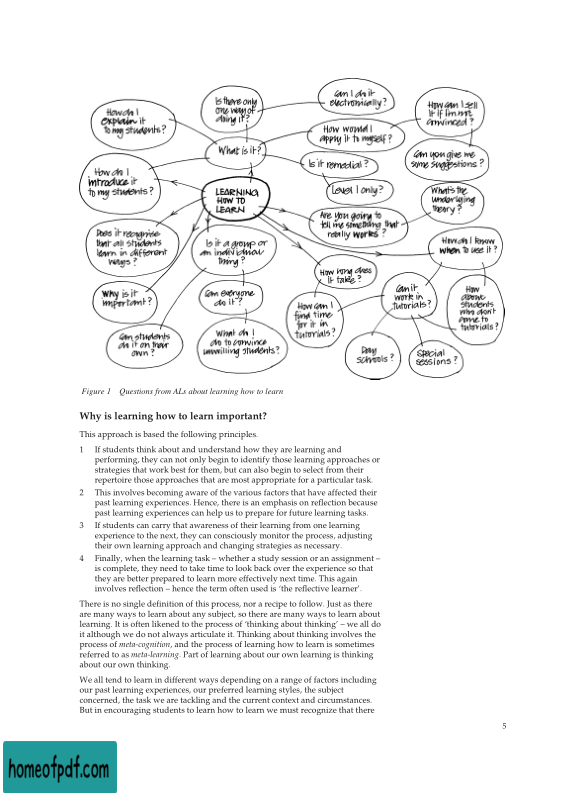 How do I
explain it
to my students?
Is there only
one way of
doing it?
Can I do it
electronically?
How can I sell
it if I'm not
convinced?
How would I
apply it to myself?
What is it?
Can you give me
some suggestions?
Is it remedial?
How do I
introduce it
to my students?
LEARNING
HOW TO
LEARN
Level 1 only?
What's the
underlying
theory?
Are you going to
tell me something that
really works?
Does it recognise
that all students
learn in different
ways?
Is it a group or
an individual
thing?
How do I know
when to use it?
How long does
it take?
Why is it
important?
Can everyone
do it?
How can I
find time
for it in
tutorials?
Can it
work in
tutorials?
How
about
students
who don't
come to
tutorials?
Can students
do it on their
own?
What do I
do to convince
unwilling students?
Day
schools?
Special
sessions?
Figure 1 Questions from ALs about learning how to learn
Why is learning how to learn important?
This approach is based the following principles.
1 If students think about and understand how they are learning and
performing, they can not only begin to identify those learning approaches or
strategies that work best for them, but can also begin to select from their
repertoire those approaches that are most appropriate for a particular task.
2 This involves becoming aware of the various factors that have affected their
past learning experiences. Hence, there is an emphasis on reflection because
past learning experiences can help us to prepare for future learning tasks.
3 If students can carry that awareness of their learning from one learning
experience to the next, they can consciously monitor the process, adjusting
their own learning approach and changing strategies as necessary.
4 Finally, when the learning task – whether a study session or an assignment –
is complete, they need to take time to look back over the experience so that
they are better prepared to learn more effectively next time. This again
involves reflection – hence the term often used is ‘the reflective learner’.
There is no single definition of this process, nor a recipe to follow. Just as there
are many ways to learn about any subject, so there are many ways to learn about
learning. It is often likened to the process of ‘thinking about thinking’ – we all do
it although we do not always articulate it. Thinking about thinking involves the
process of meta-cognition, and the process of learning how to learn is sometimes
referred to as meta-learning. Part of learning about our own learning is thinking
about our own thinking.
We all tend to learn in different ways depending on a range of factors including
our past learning experiences, our preferred learning styles, the subject
concerned, the task we are tackling and the current context and circumstances.
But in encouraging students to learn how to learn we must recognize that there
5
homeofpdf.com